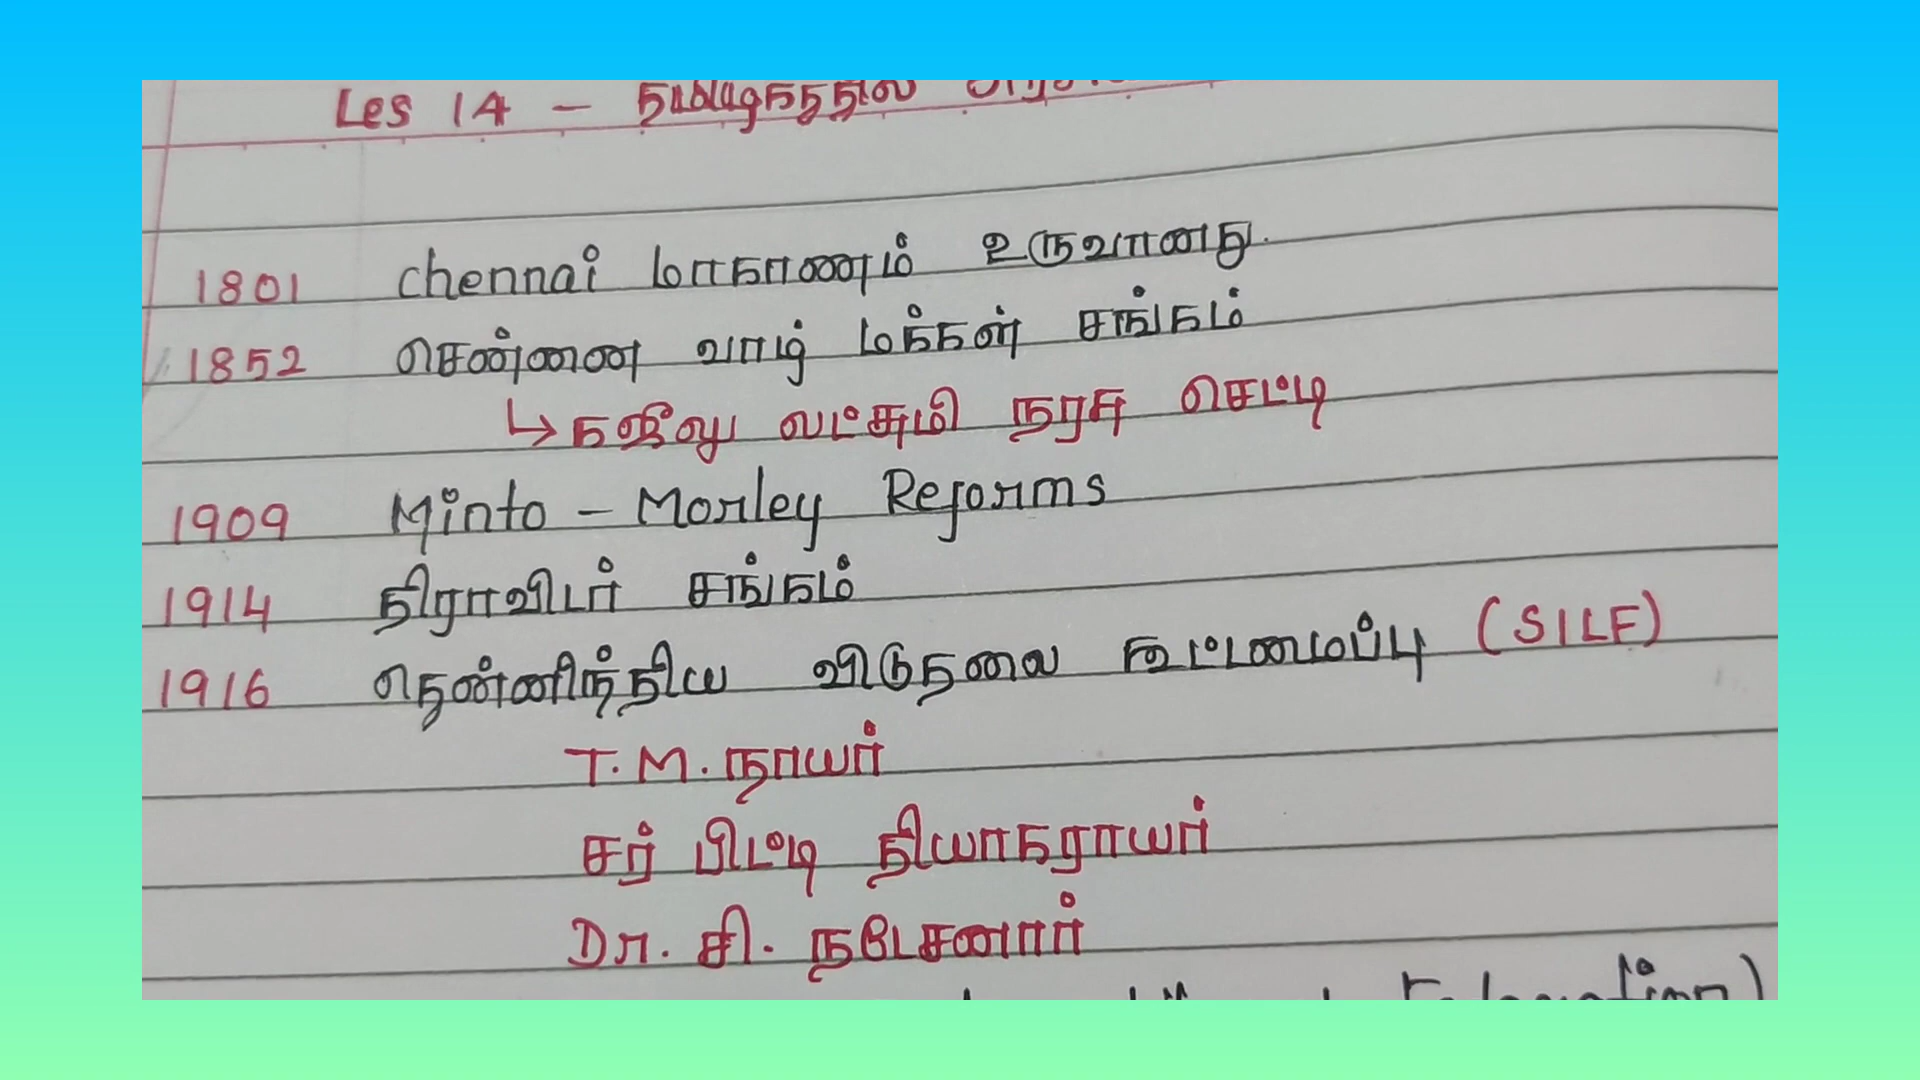 Les 14 –
1801 chennai மாகாணம் உருவானது.
1852 சென்னை வாழ் மக்கள் சங்கம்
↳ கஜீலு லட்சுமி நரசு செட்டி
1909 Minto – Morley Reforms
1914 திராவிடர் சங்கம்
1916 தென்னிந்திய விடுதலை கூட்டமைப்பு (SILF)
T. M. நாயர்
சர் பிட்டி தியாகராயர்
Dr. சி. நடேசனார்